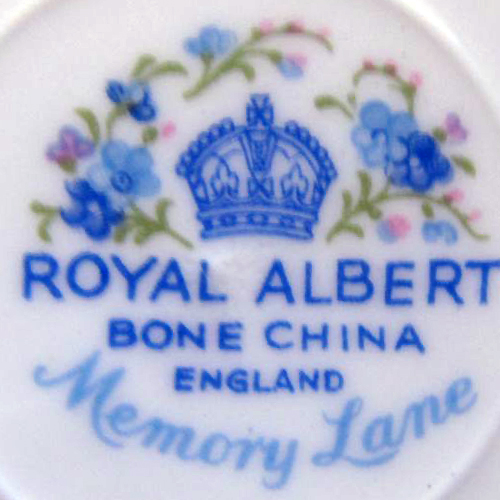 ROYAL ALBERT
BONE CHINA
ENGLAND
Memory Lane